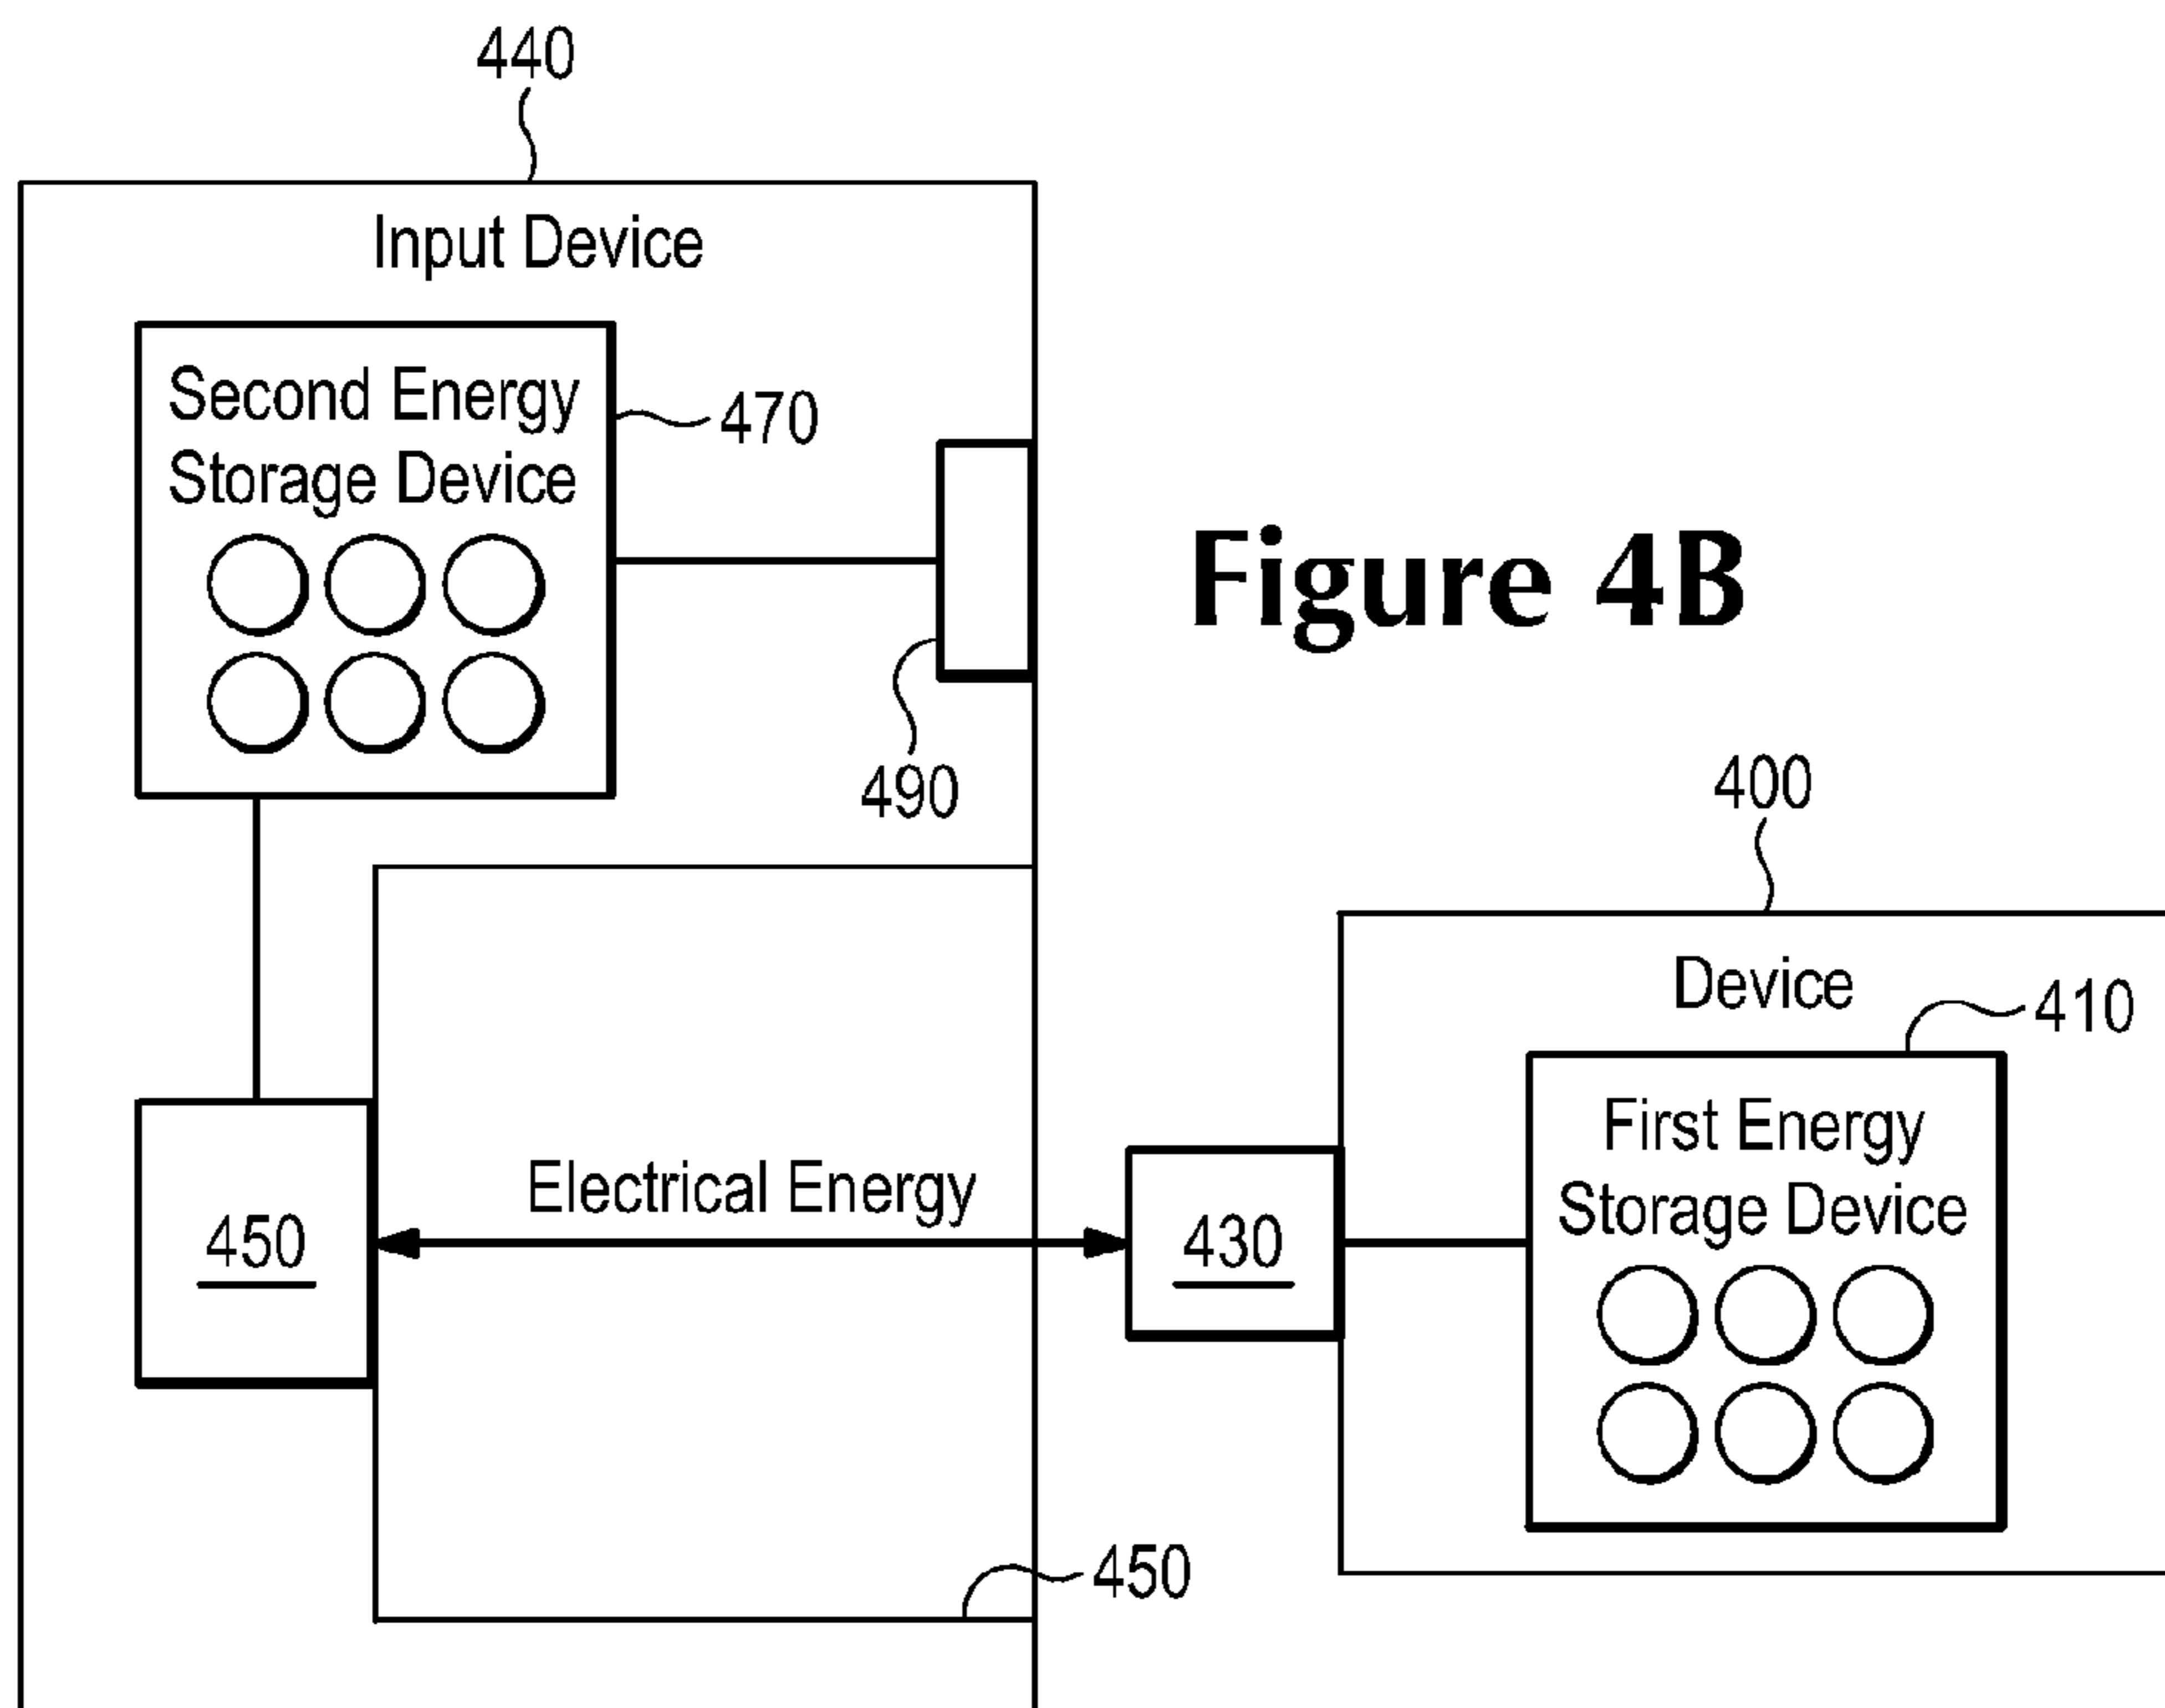 440
Input Device
Second Energy
Storage Device
470
490
Figure 4B
400
Device
410
First Energy
Storage Device
Electrical Energy
450
430
450